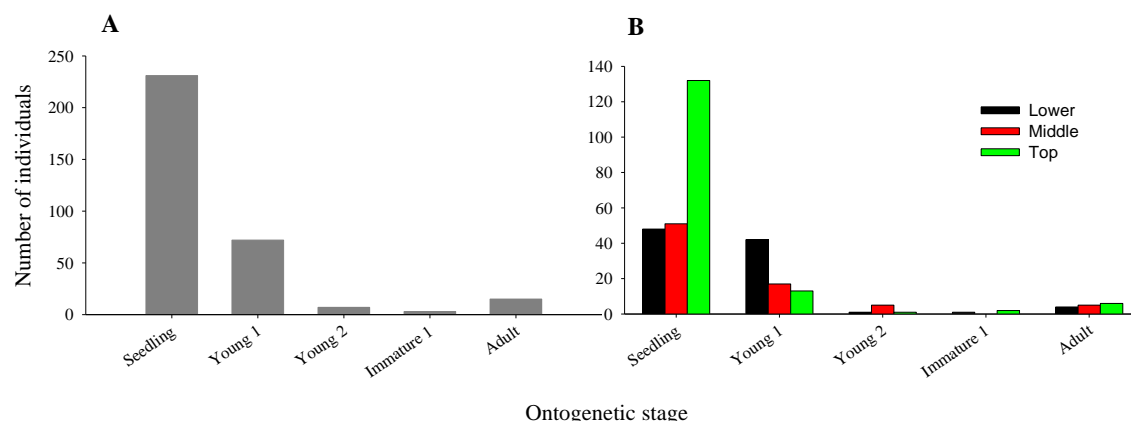 A
B
Number of individuals
250
200
150
100
50
0
Seedling
Young 1
Young 2
Immature 1
Adult
140
120
100
80
60
40
20
0
Lower
Middle
Top
Seedling
Young 1
Young 2
Immature 1
Adult
Ontogenetic stage